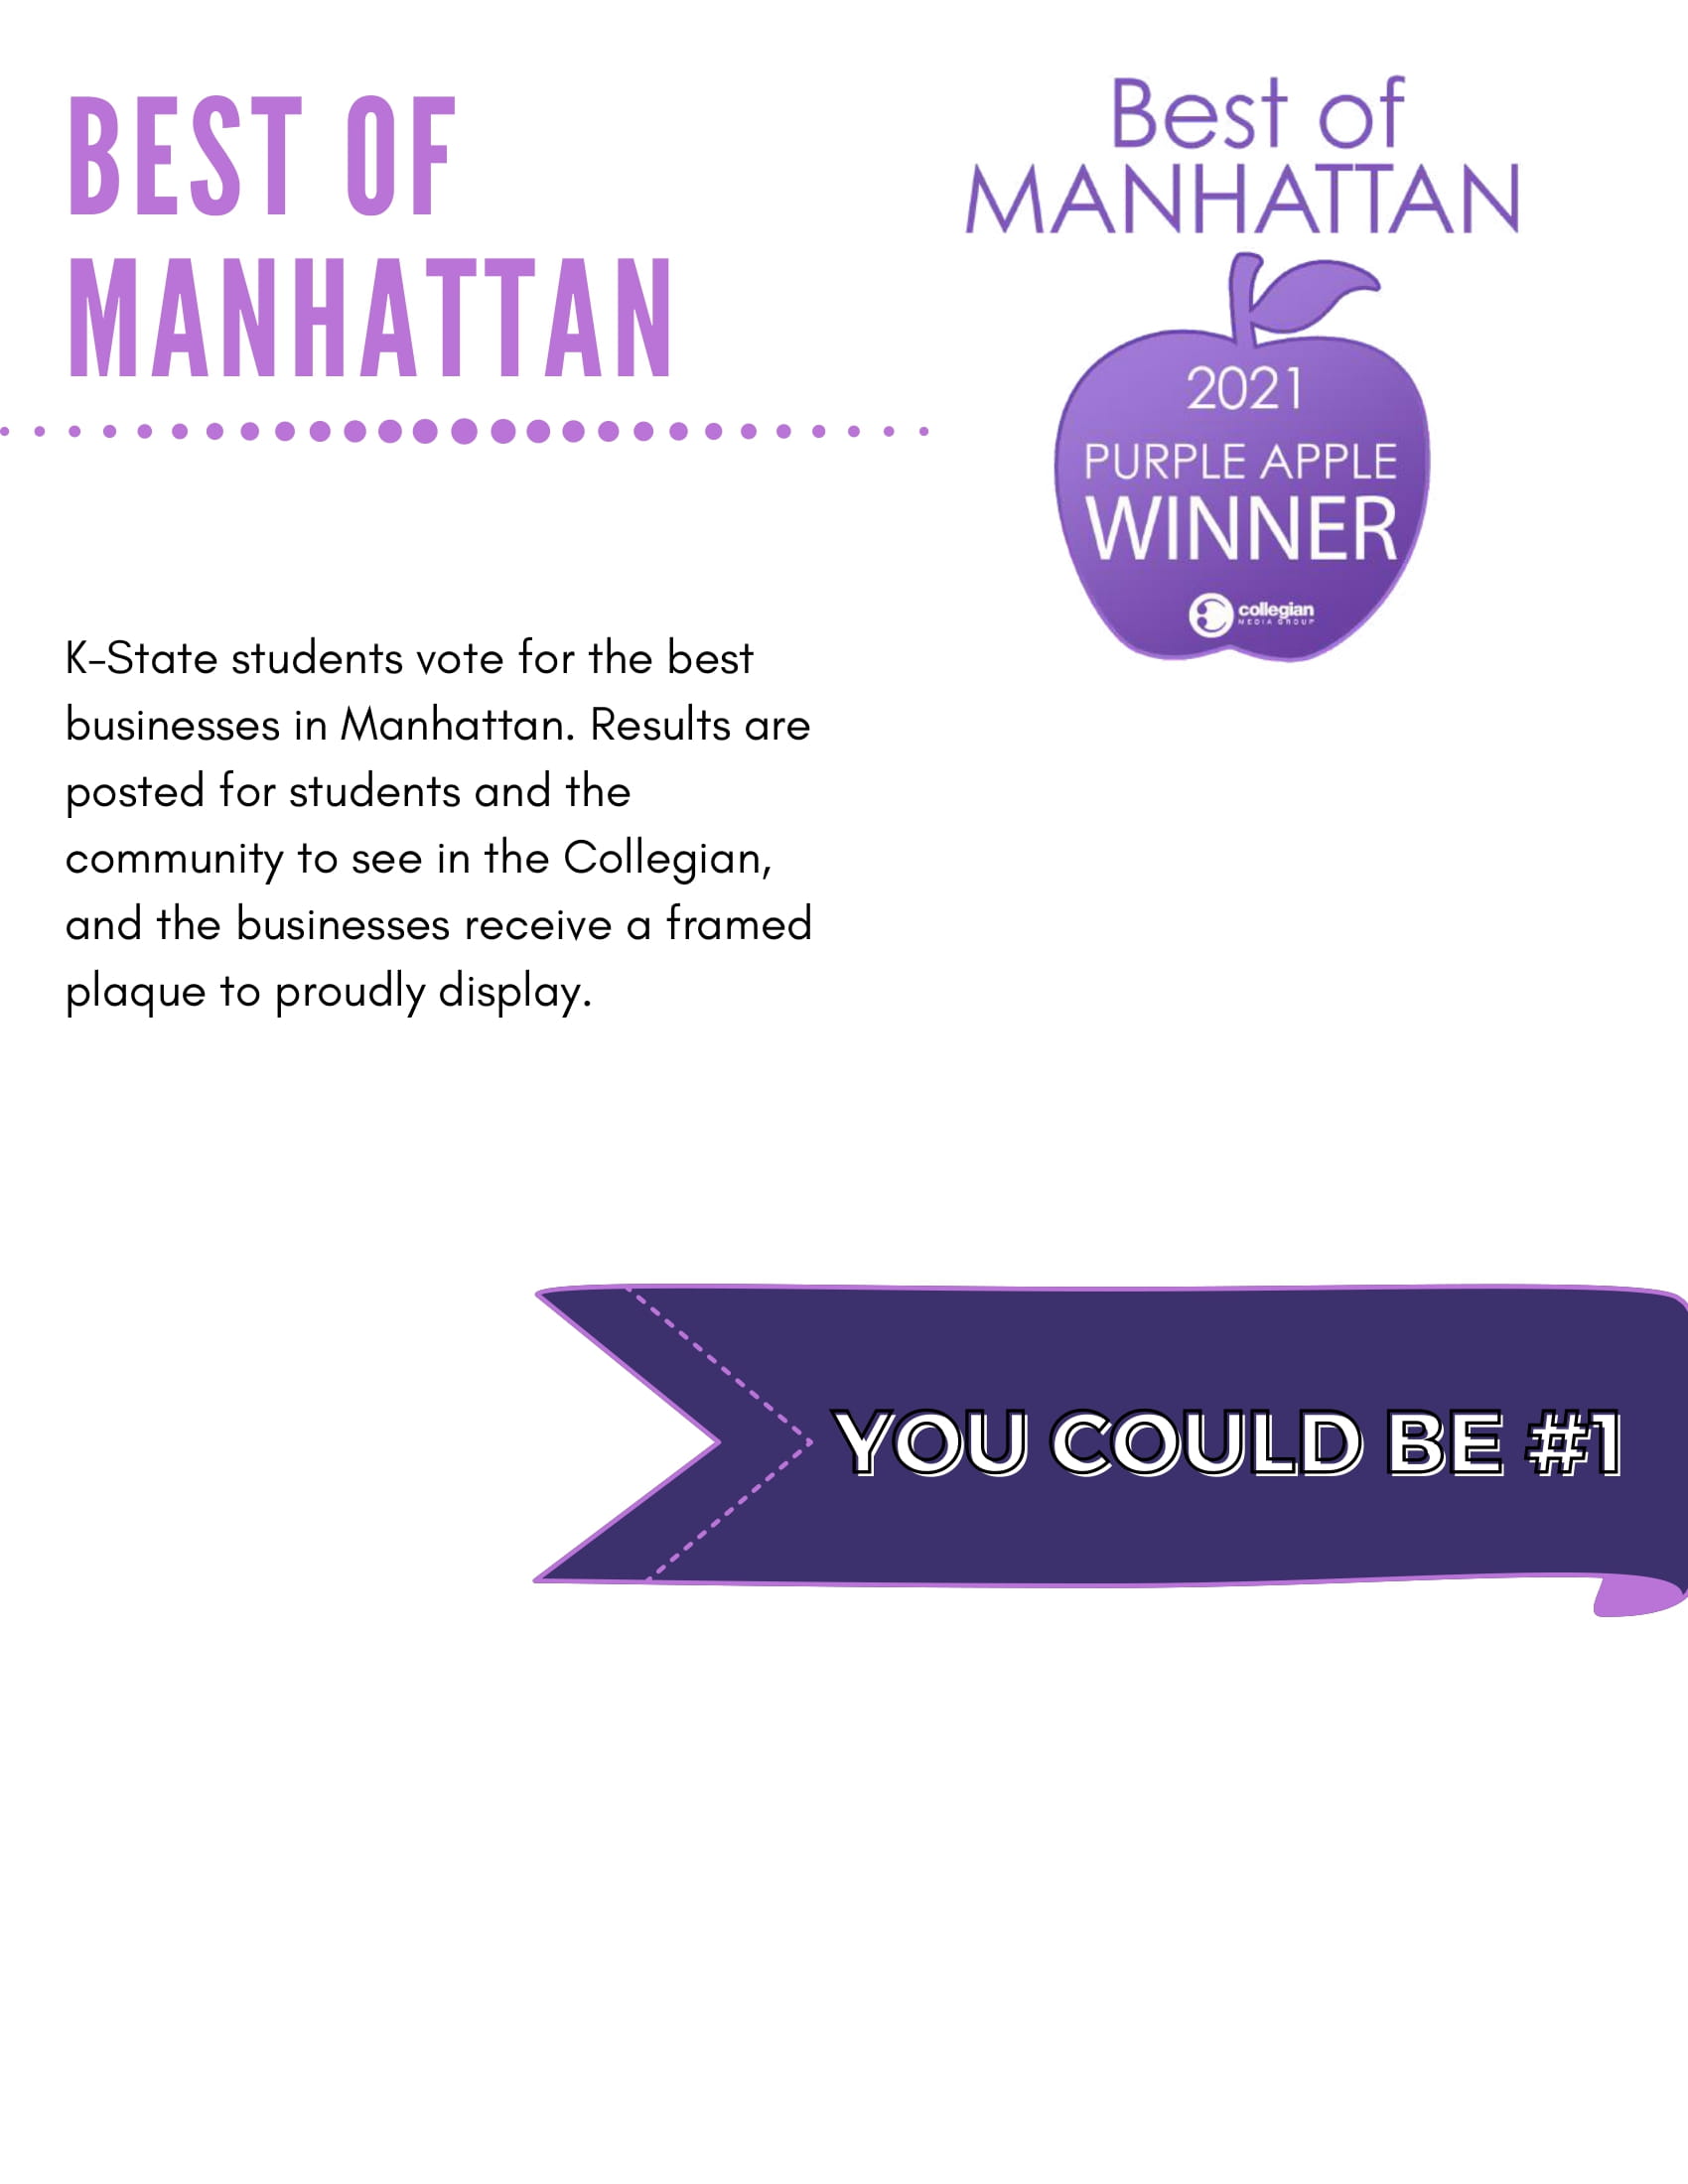 BEST OF
MANHATTAN
Best of
MANHATTAN
2021
PURPLE APPLE
WINNER
collegian
MEDIA GROUP
K-State students vote for the best
businesses in Manhattan. Results are
posted for students and the
community to see in the Collegian,
and the businesses receive a framed
plaque to proudly display.
YOU COULD BE #1